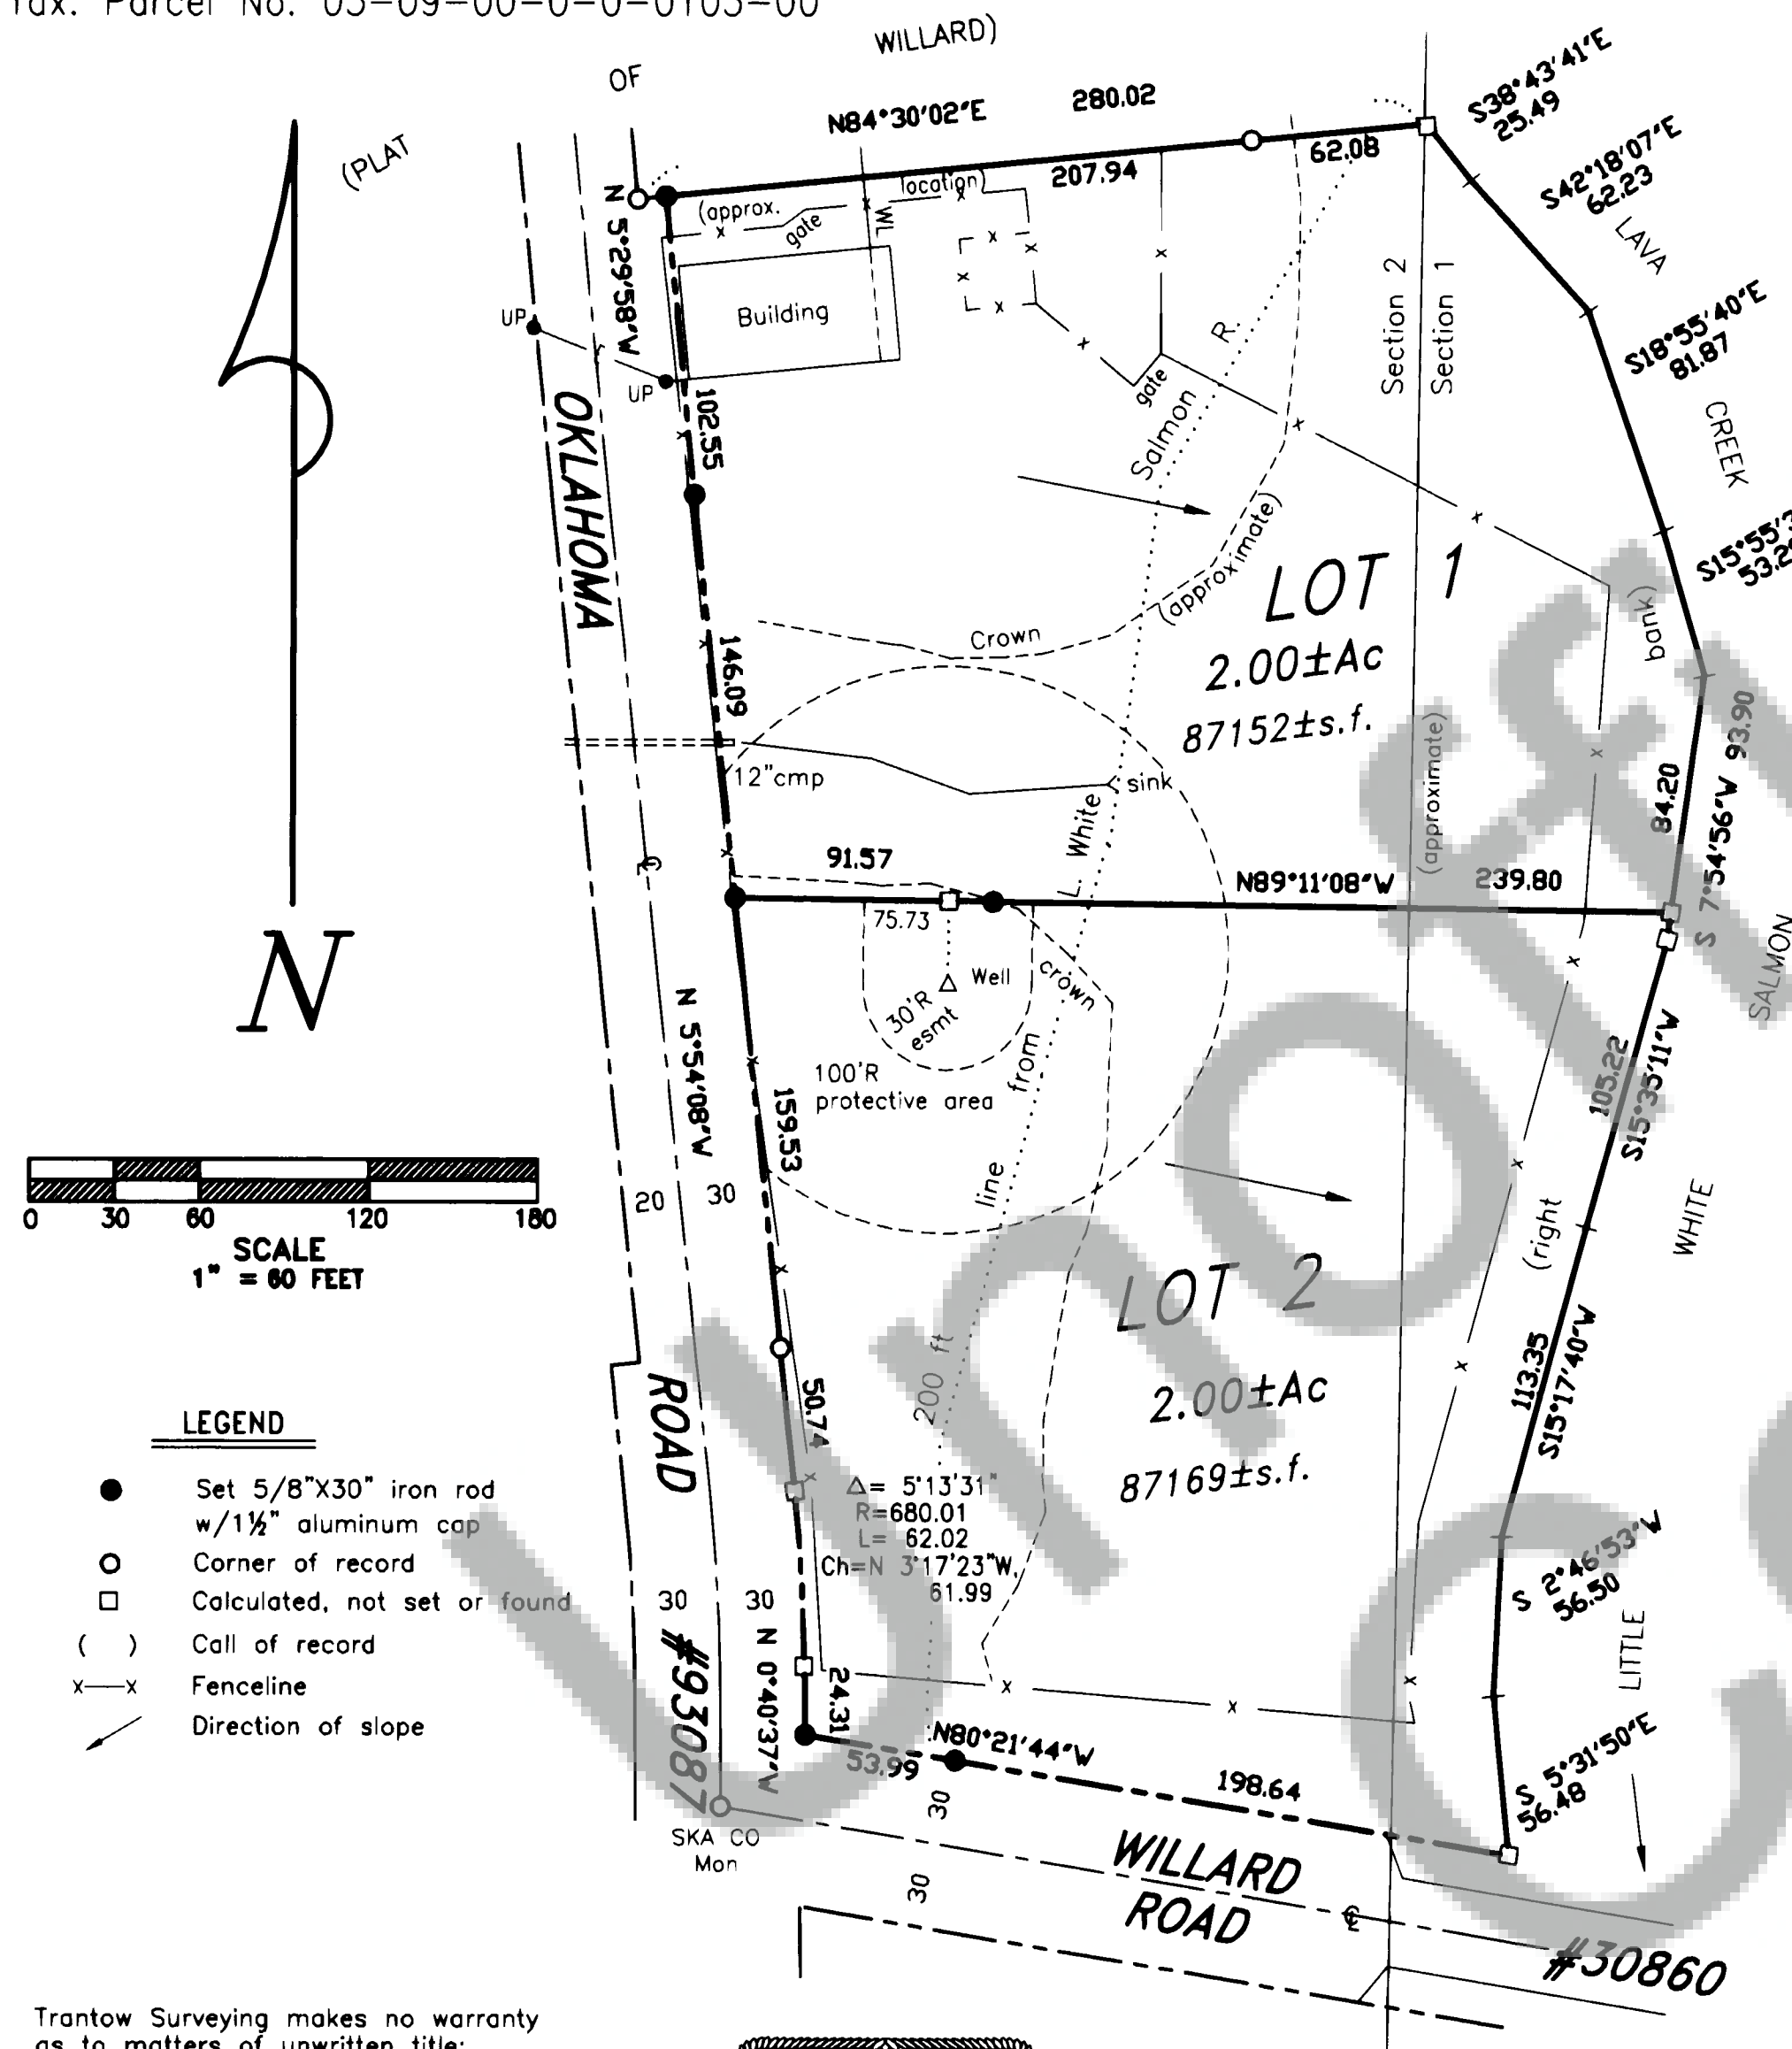 Tax. Parcel No. 03-09-00-0-0-0103-00
WILLARD)
OF
(PLAT
N84°30'02"E
280.02
207.94
62.08
S38°43'41"E
25.49
S42°18'07"E
62.23
LAVA
S18°55'40"E
81.87
CREEK
S15°55'3
53.2
N 5°29'58"W
(approx.
location)
gate
WL
Building
UP
UP
102.55
Section 2
Section 1
gate
Salmon
R.
OKLAHOMA
(approximate)
Crown
LOT 1
2.00±Ac
87152±s.f.
bank)
146.09
12"cmp
sink
(approximate)
84.20
S 7°54'56"W 93.90
L. White
91.57
N89°11'08"W
239.80
75.73
Well
crown
30'R
esmt
SALMON
N 5°54'08"W
100'R
protective area
from
line
159.53
105.22
S15°35'11"W
20
30
0 30 60 120 180
SCALE
1" = 60 FEET
(right
WHITE
LOT 2
2.00±Ac
87169±s.f.
200 ft
113.35
S15°17'40"W
ROAD
50.74
LEGEND
Set 5/8"X30" iron rod
w/1½" aluminum cap
Corner of record
Calculated, not set or found
( ) Call of record
x—x Fenceline
Direction of slope
Δ= 5°13'31"
R=680.01
L= 62.02
Ch=N 3°17'23"W,
61.99
S 2°46'53"W
56.50
LITTLE
30
30
#93087
N 0°40'37"W
24.31
N80°21'44"W
53.99
198.64
S 5°31'50"E
56.48
30
30
SKA CO
Mon
WILLARD
ROAD
#30860
Trantow Surveying makes no warranty
as to matters of unwritten title;